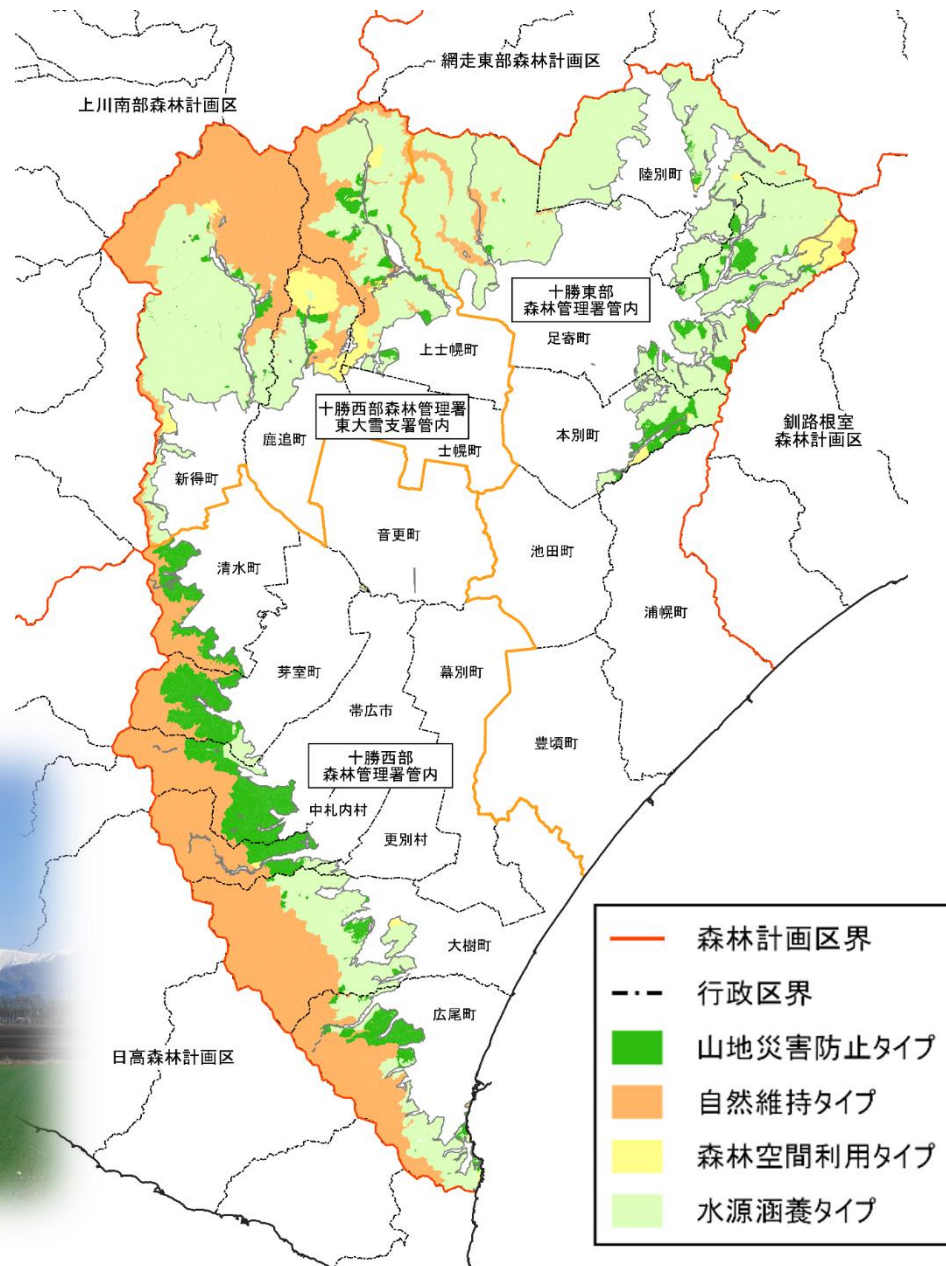 網走東部森林計画区
上川南部森林計画区
陸別町
十勝東部
森林管理署管内
足寄町
上士幌町
十勝西部森林管理署
東大雪支署管内
鹿追町
士幌町
本別町
釧路根室
森林計画区
新得町
音更町
池田町
清水町
浦幌町
芽室町
幕別町
帯広市
豊頃町
十勝西部
森林管理署管内
中札内村
更別村
大樹町
広尾町
日高森林計画区
森林計画区界
行政区界
山地災害防止タイプ
自然維持タイプ
森林空間利用タイプ
水源涵養タイプ